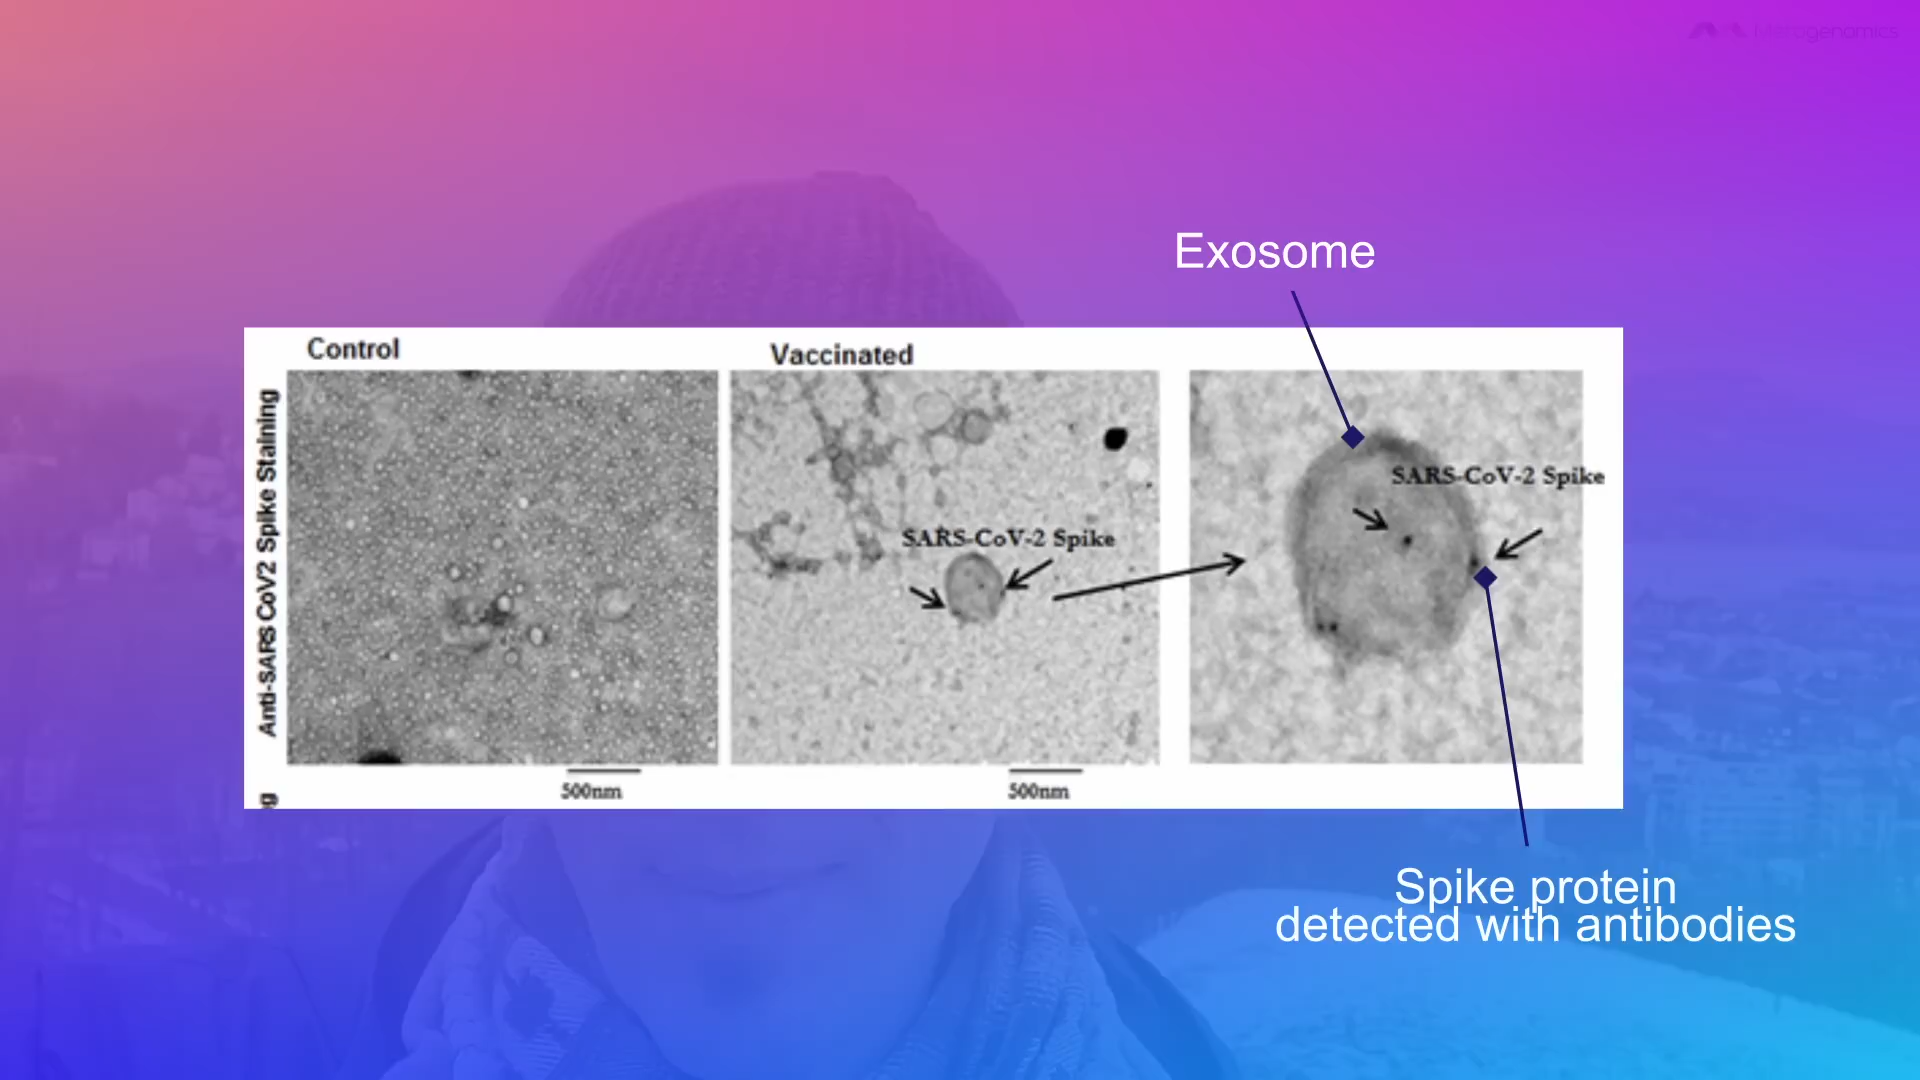 Merogenomics
Exosome
Control
Vaccinated
Anti-SARS CoV2 Spike Staining
SARS-CoV-2 Spike
SARS-CoV-2 Spike
500nm
500nm
g
Spike protein
detected with antibodies